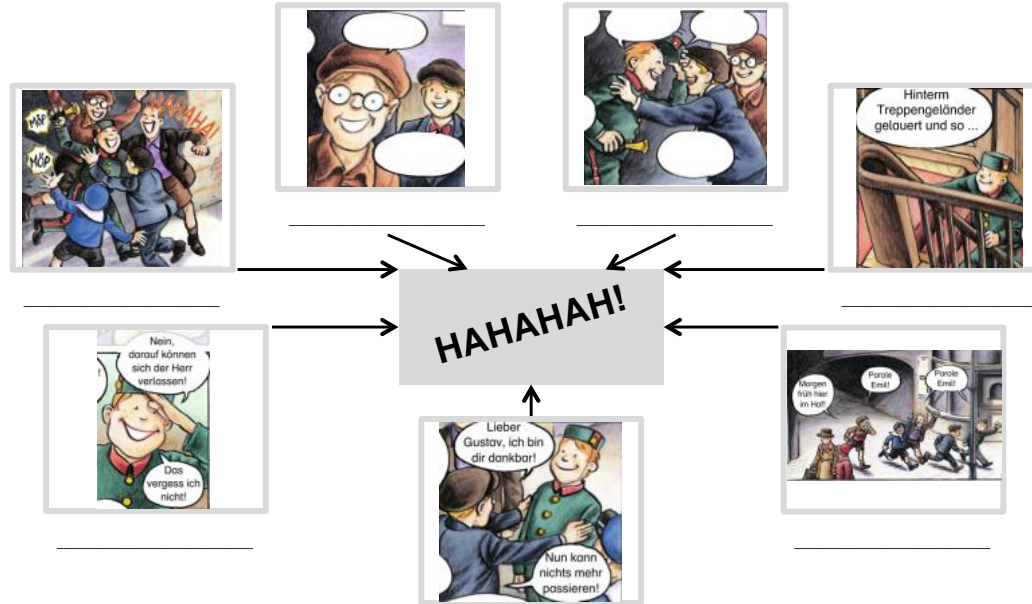 HAHAHA!
MÖP
MÖP
Hinterm
Treppengeländer
gelauert und so ...
HAHAHAH!
Nein,
darauf können
sich der Herr
verlassen!
Das
vergess ich
nicht!
Lieber
Gustav, ich bin
dir dankbar!
Nun kann
nichts mehr
passieren!
Morgen
früh hier
im Hof!
Parole
Emil!
Parole
Emil!